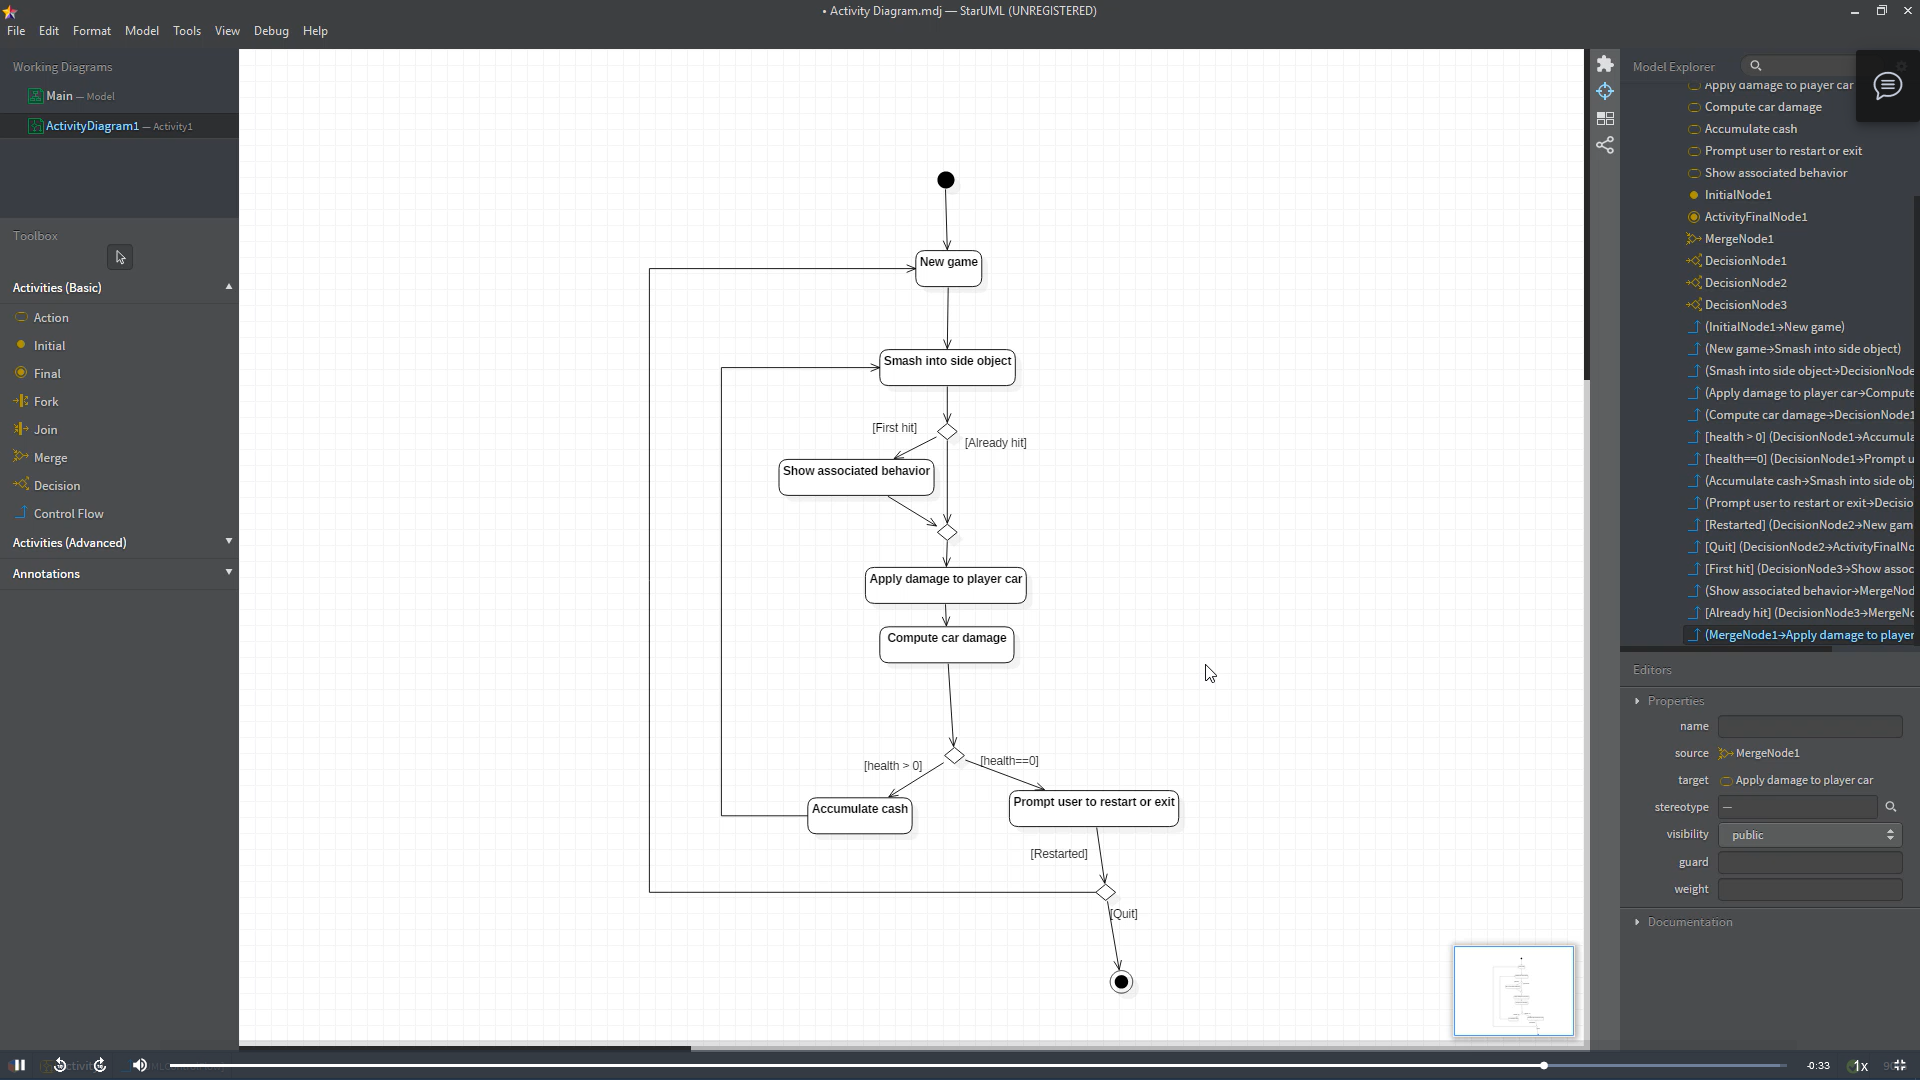 • Activity Diagram.mdj — StarUML (UNREGISTERED)
File Edit Format Model Tools View Debug Help
Working Diagrams
Main — Model
ActivityDiagram1 — Activity1
Toolbox
Activities (Basic)
Action
Initial
Final
Fork
Join
Merge
Decision
Control Flow
Activities (Advanced)
Annotations
New game
Smash into side object
[First hit]
[Already hit]
Show associated behavior
Apply damage to player car
Compute car damage
[health > 0]
[health==0]
Accumulate cash
Prompt user to restart or exit
[Restarted]
[Quit]
Model Explorer
Apply damage to player car
Compute car damage
Accumulate cash
Prompt user to restart or exit
Show associated behavior
InitialNode1
ActivityFinalNode1
MergeNode1
DecisionNode1
DecisionNode2
DecisionNode3
(InitialNode1→New game)
(New game→Smash into side object)
(Smash into side object→DecisionNode
(Apply damage to player car→Compute
(Compute car damage→DecisionNode1
[health > 0] (DecisionNode1→Accumula
[health==0] (DecisionNode1→Prompt u
(Accumulate cash→Smash into side obj
(Prompt user to restart or exit→Decisio
[Restarted] (DecisionNode2→New gam
[Quit] (DecisionNode2→ActivityFinalNo
[First hit] (DecisionNode3→Show assoc
(Show associated behavior→MergeNod
[Already hit] (DecisionNode3→MergeNo
(MergeNode1→Apply damage to player
Editors
Properties
name
source MergeNode1
target Apply damage to player car
stereotype —
visibility public
guard
weight
Documentation
-0:33 1x